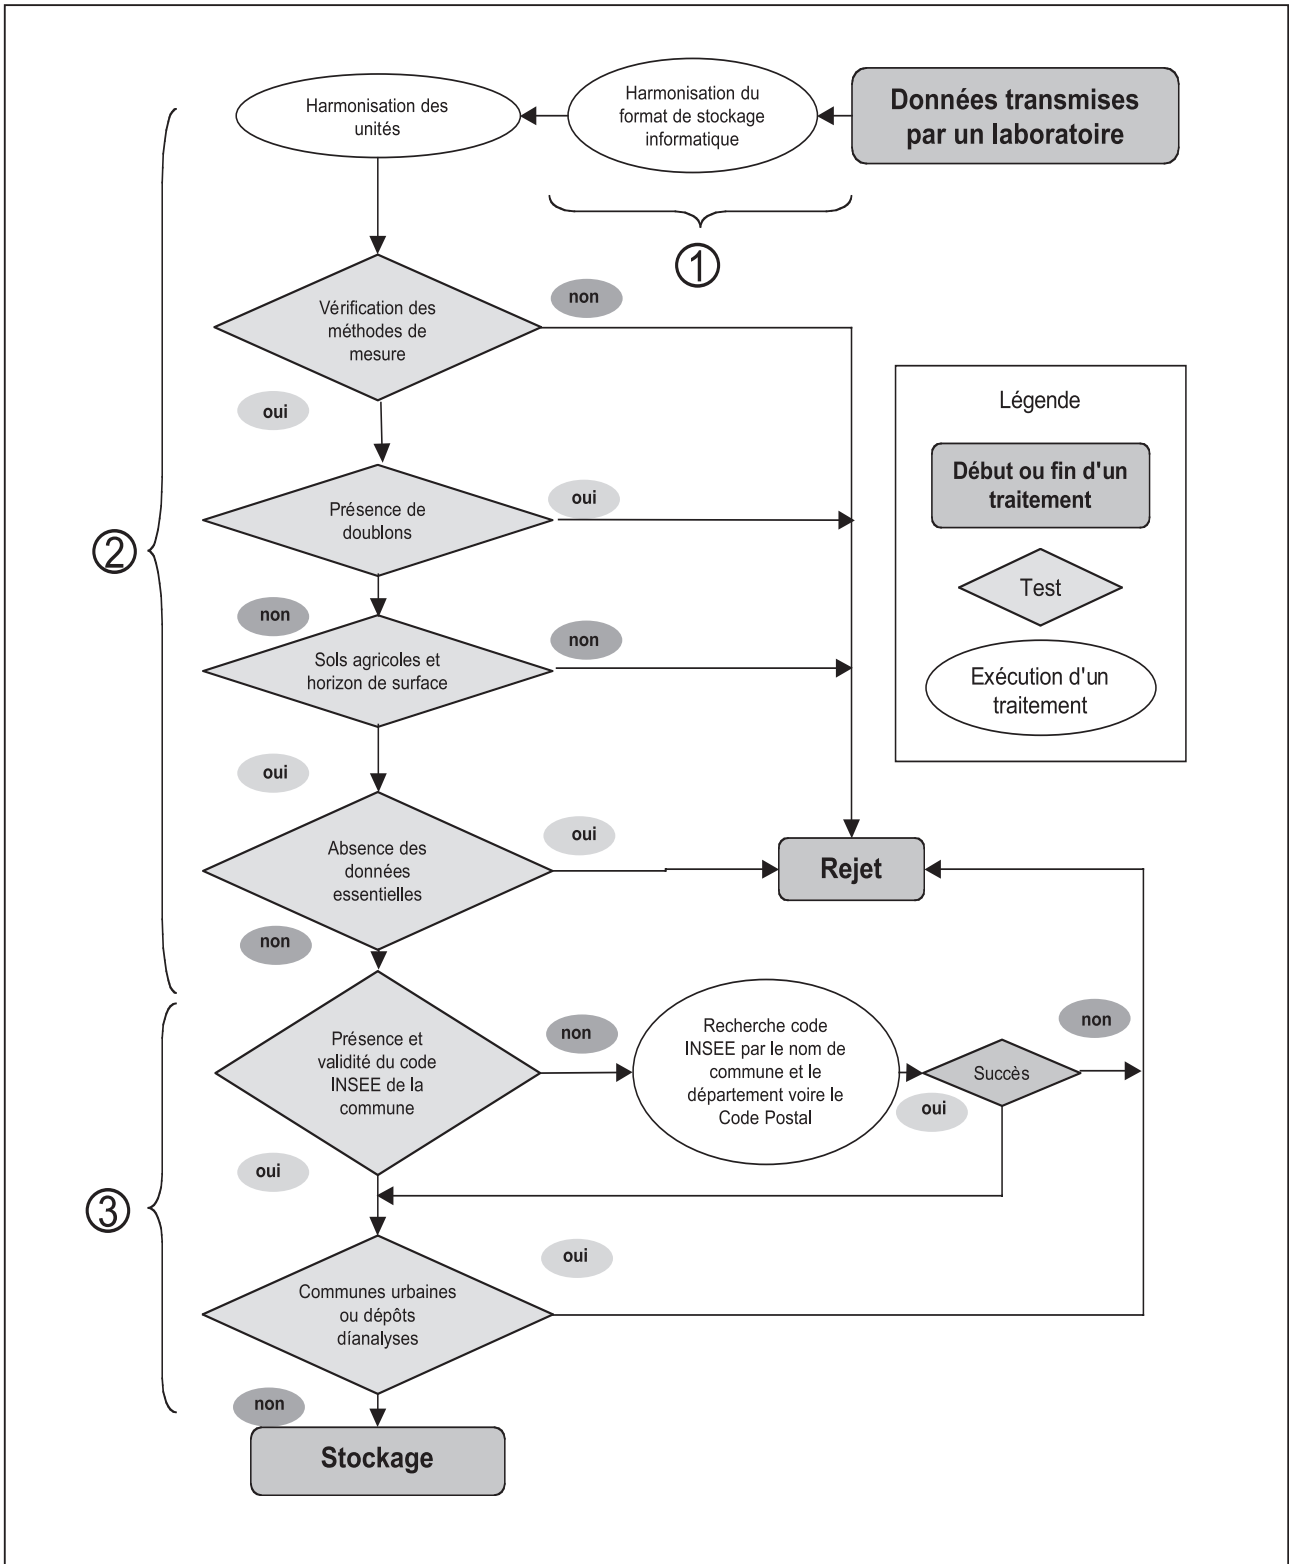 Harmonisation des
unités
Harmonisation du
format de stockage
informatique
Données transmises
par un laboratoire
1
Vérification des
méthodes de
mesure
non
oui
Légende
Début ou fin d'un
traitement
Test
Exécution d'un
traitement
Présence de
doublons
oui
non
2
Sols agricoles et
horizon de surface
non
oui
Absence des
données
essentielles
oui
Rejet
non
Présence et
validité du code
INSEE de la
commune
non
Recherche code
INSEE par le nom de
commune et le
département voire le
Code Postal
Succès
non
oui
oui
3
Communes urbaines
ou dépôts
díanalyses
oui
non
Stockage